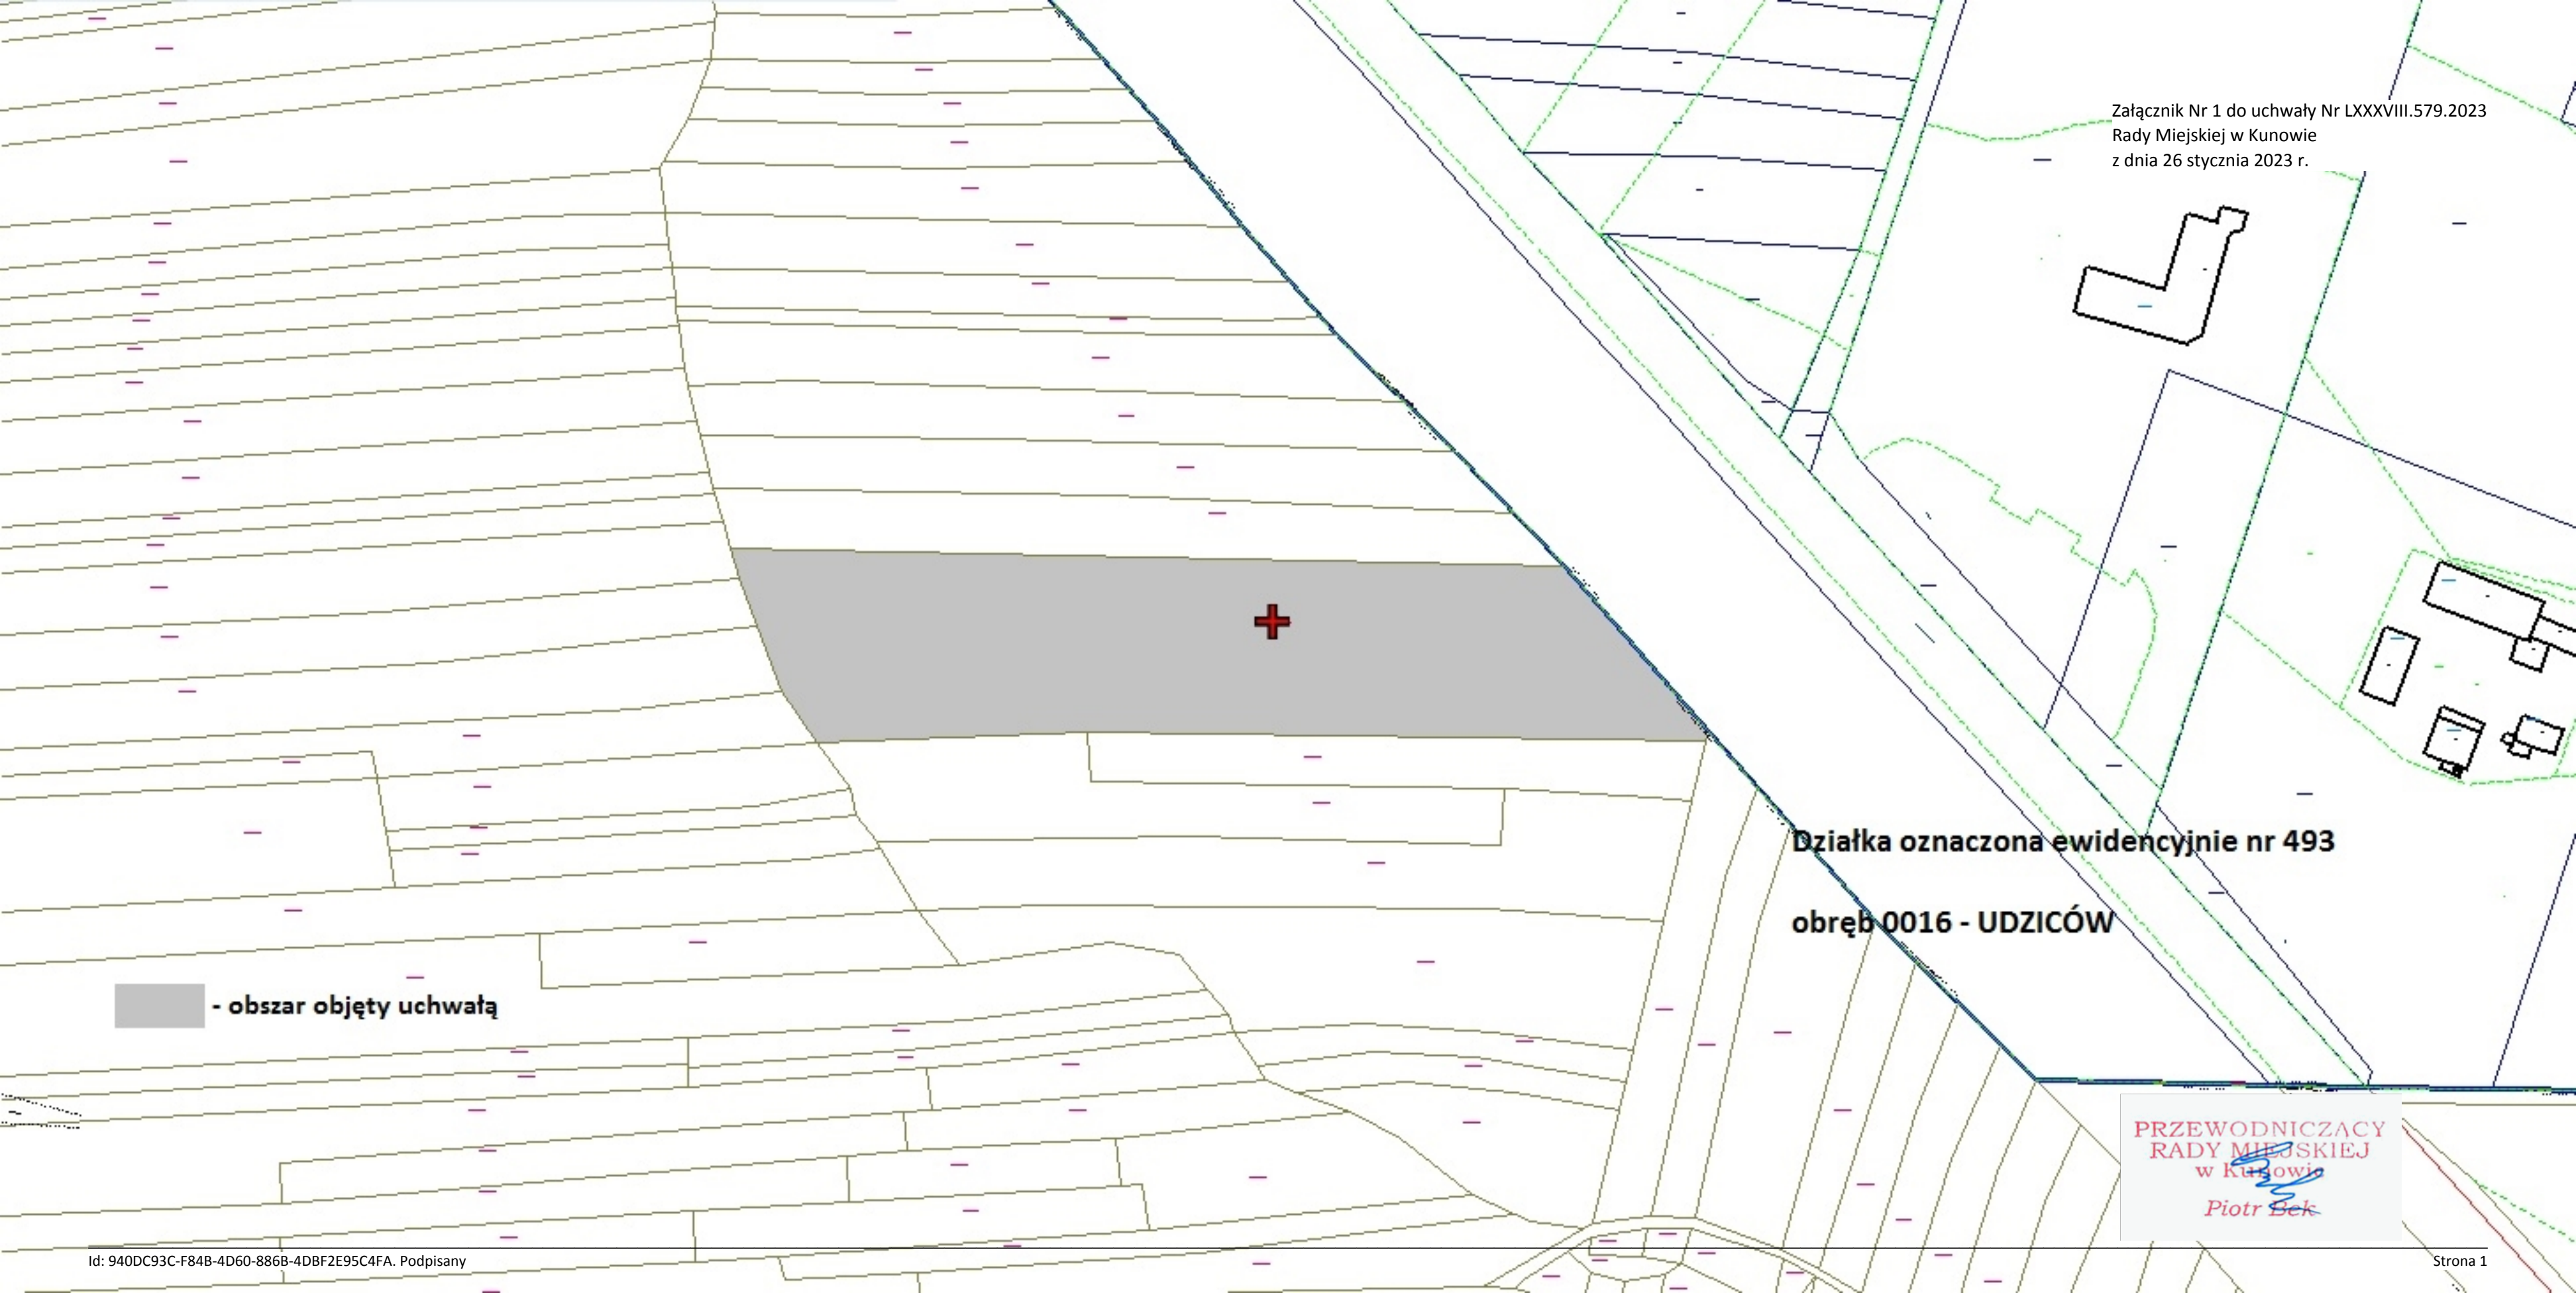 Załącznik Nr 1 do uchwały Nr LXXXVIII.579.2023
Rady Miejskiej w Kunowie
z dnia 26 stycznia 2023 r.
Działka oznaczona ewidencyjnie nr 493
obręb 0016 - UDZICÓW
- obszar objęty uchwałą
PRZEWODNICZĄCY
RADY MIEJSKIEJ
w Kunowie
Piotr Bek
Id: 940DC93C-F84B-4D60-886B-4DBF2E95C4FA. Podpisany
Strona 1